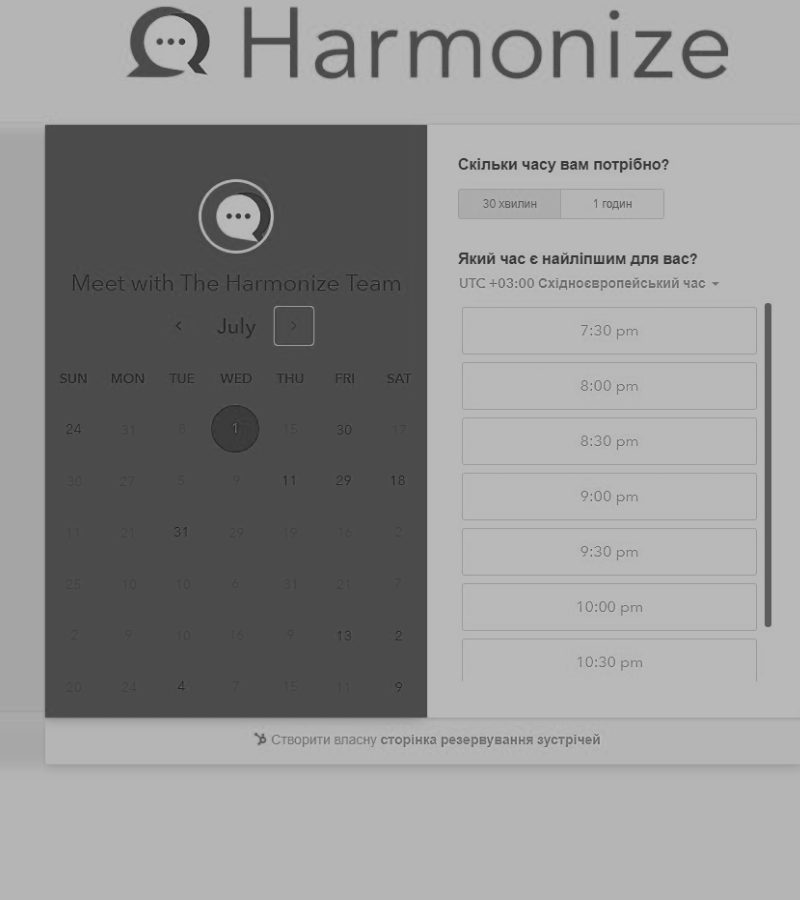 Harmonize
Meet with The Harmonize Team
July
SUN MON TUE WED THU FRI SAT
24 31 8 1 15 30 17
30 27 5 9 11 29 18
11 21 31 29 19 16 2
25 10 10 6 31 21 7
2 9 10 16 9 13 2
20 24 4 7 15 11 9
Скільки часу вам потрібно?
30 хвилин 1 годин
Який час є найліпшим для вас?
UTC +03:00 Східноєвропейський час
7:30 pm
8:00 pm
8:30 pm
9:00 pm
9:30 pm
10:00 pm
10:30 pm
Створити власну сторінка резервування зустрічей